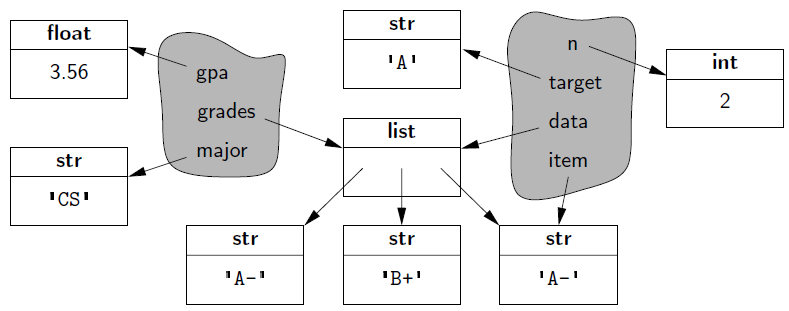 float
3.56
gpa
grades
major
str
'CS'
str
'A'
list
n
target
data
item
int
2
str
'A-'
str
'B+'
str
'A-'